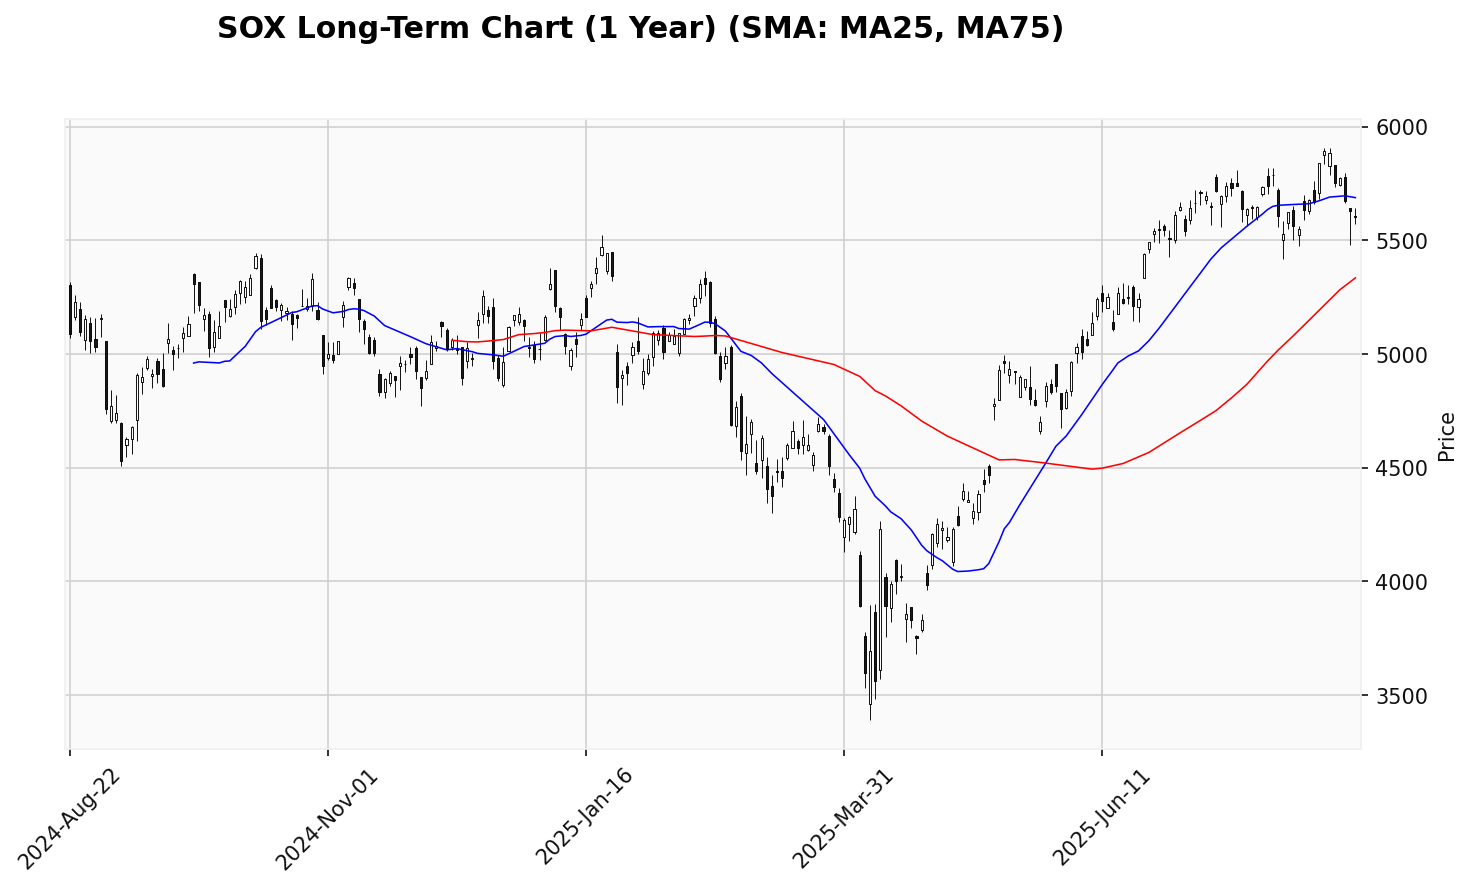 SOX Long-Term Chart (1 Year) (SMA: MA25, MA75)
6000
5500
5000
4500
4000
3500
Price
2024-Aug-22
2024-Nov-01
2025-Jan-16
2025-Mar-31
2025-Jun-11